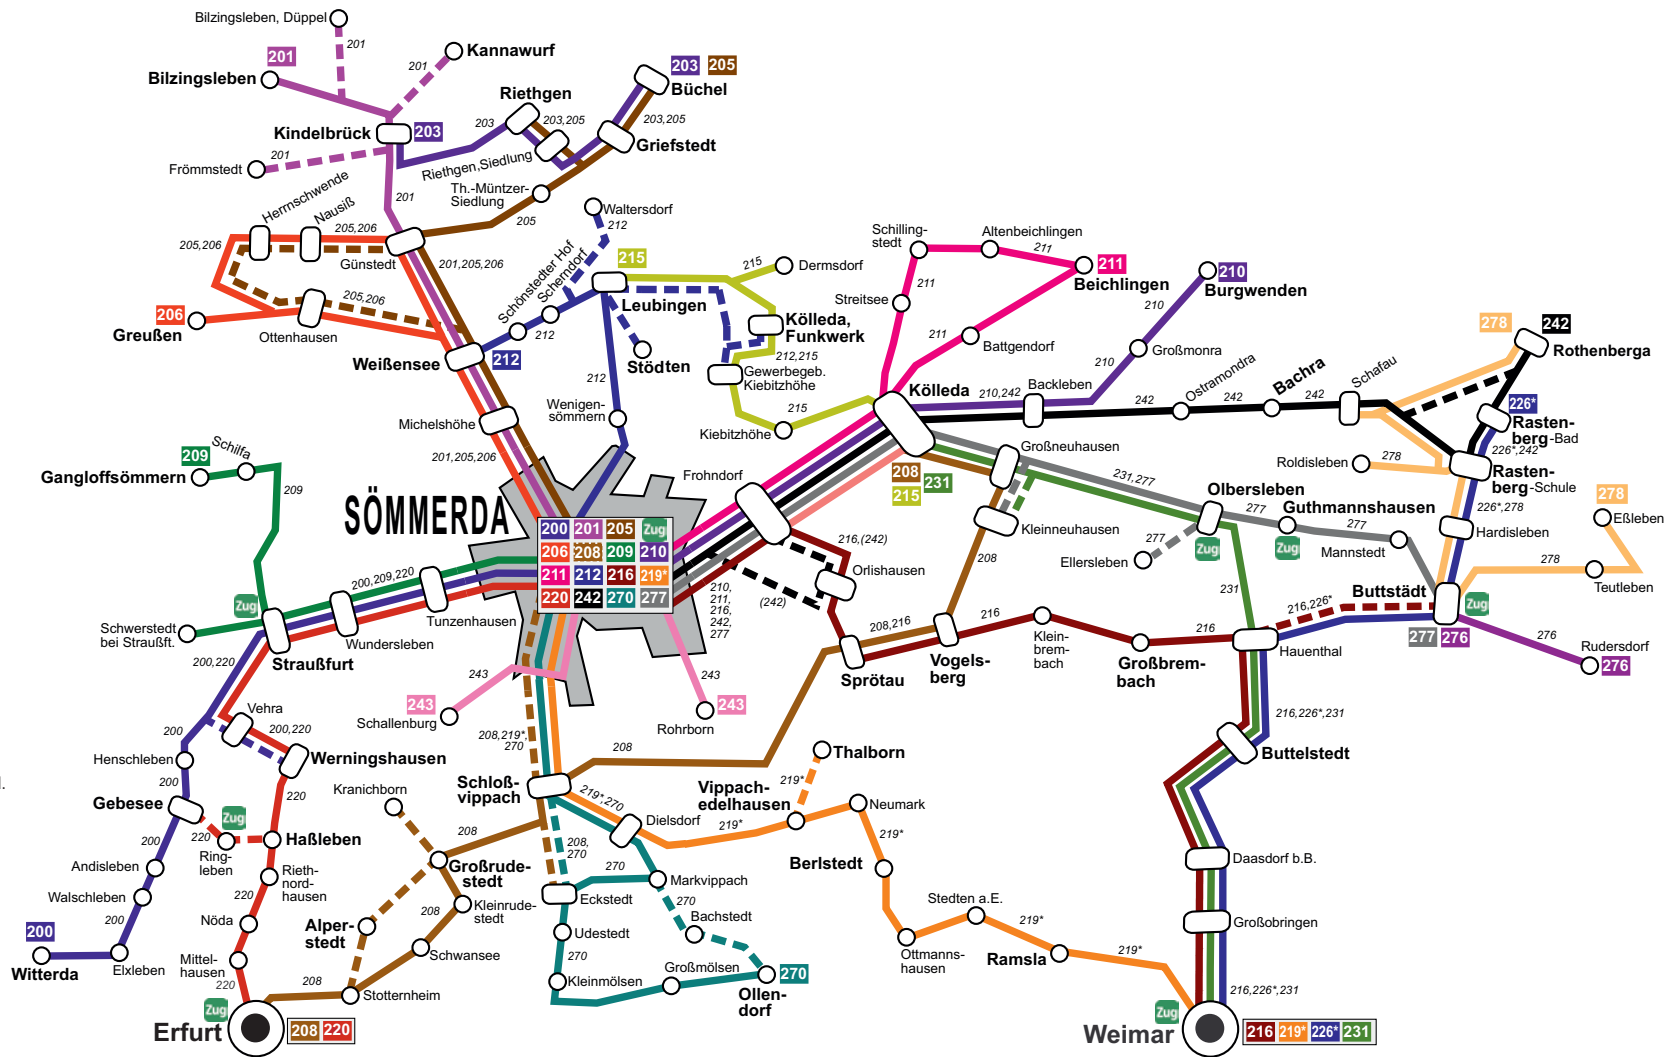 Bilzingsleben, Düppel
201
201
Kannawurf
201
Bilzingsleben
203 205
Büchel
Riethgen
203
203,205
203,205
Kindelbrück
203
Griefstedt
Frömmstedt
201
Riethgen,Siedlung
Th.-Müntzer-
Siedlung
201
205
Herrnschwende
Nausiß
205,206
205,206
Günstedt
201,205,206
205,206
Ottenhausen
206
Greußen
Weißensee
212
Waltersdorf
212
Schönstedter Hof
Scherndorf
212
215
Leubingen
215
Dermsdorf
Kölleda,
Funkwerk
Stödten
212,215
Gewerbegeb.
Kiebitzhöhe
212
Wenigen-
sömmern
215
Kiebitzhöhe
Michelshöhe
201,205,206
Schilling-
stedt
Altenbeichlingen
211
211
Beichlingen
211
Streitsee
211
Battgendorf
210
Burgwenden
210
210
Großmonra
Kölleda
210,242
Backleben
242
Ostramondra
242
Bachra
242
Schafau
278
242
Rothenberga
226*
Rasten-
berg-Bad
226*,242
Roldisleben
278
Rasten-
berg-Schule
226*,278
278
Eßleben
Hardisleben
278
Teutleben
Buttstädt
Zug
277 276
276
Rudersdorf
276
208
215
231
Großneuhausen
231,277
Olbersleben
277
Guthmannshausen
277
Mannstedt
Kleinneuhausen
277
Ellersleben
Zug
Zug
208
231
209
Gangloffsömmern
Schilfa
209
SÖMMERDA
200 201 205 Zug
206 208 209 210
211 212 216 219*
220 242 270 277
Frohndorf
216,(242)
Orlishausen
(242)
210,
211,
216,
242,
277
200,209,220
Tunzenhausen
Wundersleben
Zug
Schwerstedt
bei Straußft.
Straußfurt
200,220
208,216
Sprötau
Vogels-
berg
216
Klein-
brem-
bach
Großbrem-
bach
216
216,226*
Hauenthal
216,226*,231
Buttelstedt
243
243
Schallenburg
243
243
Rohrborn
208,219*,
270
208
Vehra
200,220
200
Henschleben
200
Werningshausen
Gebesee
220
Zug
220
Ring-
leben
Haßleben
200
Andisleben
Walschleben
200
200
Witterda
Elxleben
Rieth-
nord-
hausen
220
Nöda
Mittel-
hausen
220
Zug
Erfurt
208 220
208
Stotternheim
Kranichborn
208
Großrude-
stedt
Kleinrude-
stedt
208
Alper-
stedt
Schwansee
Schloß-
vippach
219*,270
Dielsdorf
208,
270
270
Markvippach
Eckstedt
270
Bachstedt
Udestedt
270
Kleinmölsen
Großmölsen
270
Ollen-
dorf
219*
Vippach-
edelhausen
219*
Thalborn
Neumark
219*
Berlstedt
Ottmanns-
hausen
Stedten a.E.
219*
Ramsla
219*
Daasdorf b.B.
Großobringen
216,226*,231
Zug
Weimar
216 219* 226* 231
l.